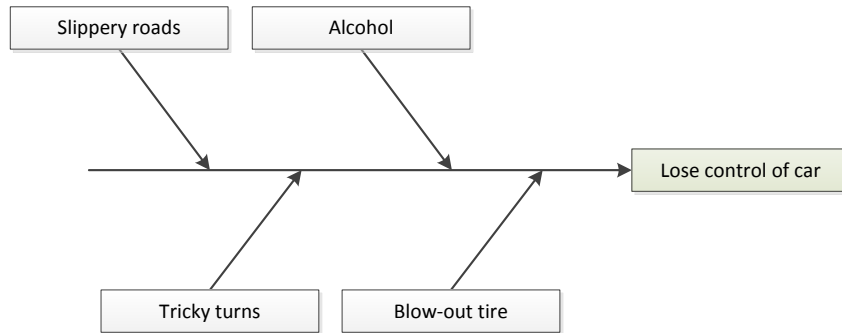 Slippery roads
Alcohol
Lose control of car
Tricky turns
Blow-out tire